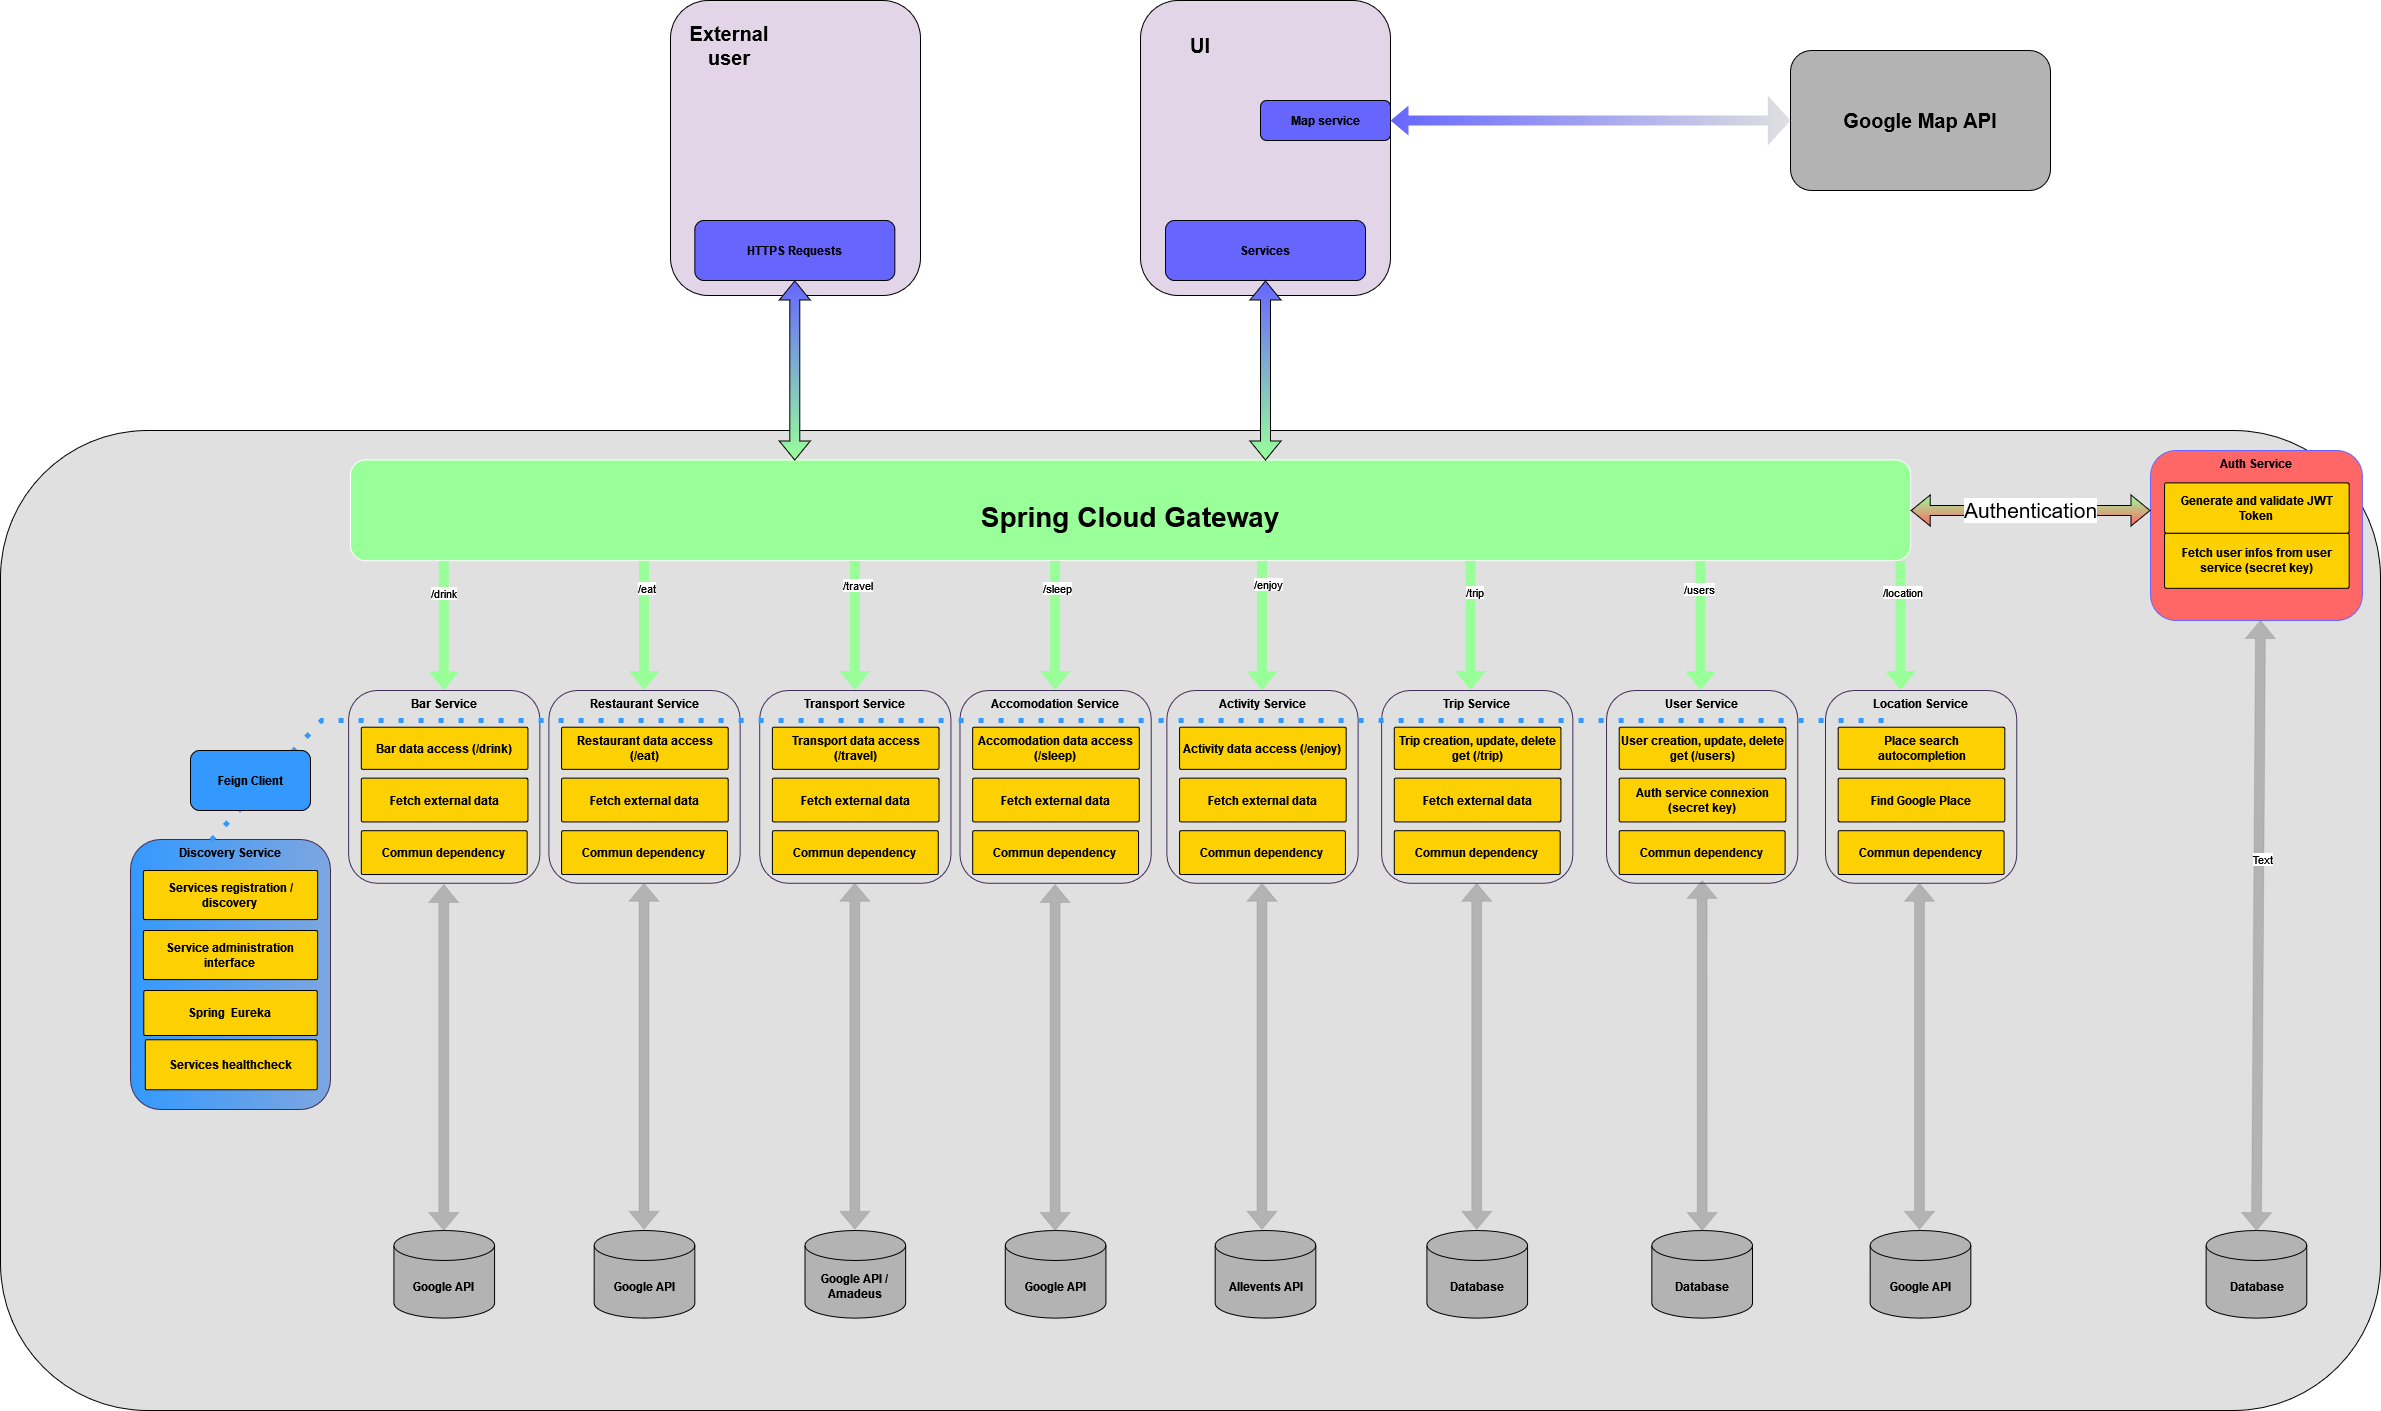 External
user
HTTPS Requests
UI
Map service
Services
Google Map API
Spring Cloud Gateway
Authentication
Auth Service
Generate and validate JWT
Token
Fetch user infos from user
service (secret key)
/drink
/eat
/travel
/sleep
/enjoy
/trip
/users
/location
Bar Service
Bar data access (/drink)
Fetch external data
Commun dependency
Restaurant Service
Restaurant data access
(/eat)
Fetch external data
Commun dependency
Transport Service
Transport data access
(/travel)
Fetch external data
Commun dependency
Accomodation Service
Accomodation data access
(/sleep)
Fetch external data
Commun dependency
Activity Service
Activity data access (/enjoy)
Fetch external data
Commun dependency
Trip Service
Trip creation, update, delete
get (/trip)
Fetch external data
Commun dependency
User Service
User creation, update, delete
get (/users)
Auth service connexion
(secret key)
Commun dependency
Location Service
Place search
autocompletion
Find Google Place
Commun dependency
Feign Client
Discovery Service
Services registration /
discovery
Service administration
interface
Spring  Eureka
Services healthcheck
Text
Google API
Google API
Google API /
Amadeus
Google API
Allevents API
Database
Database
Google API
Database